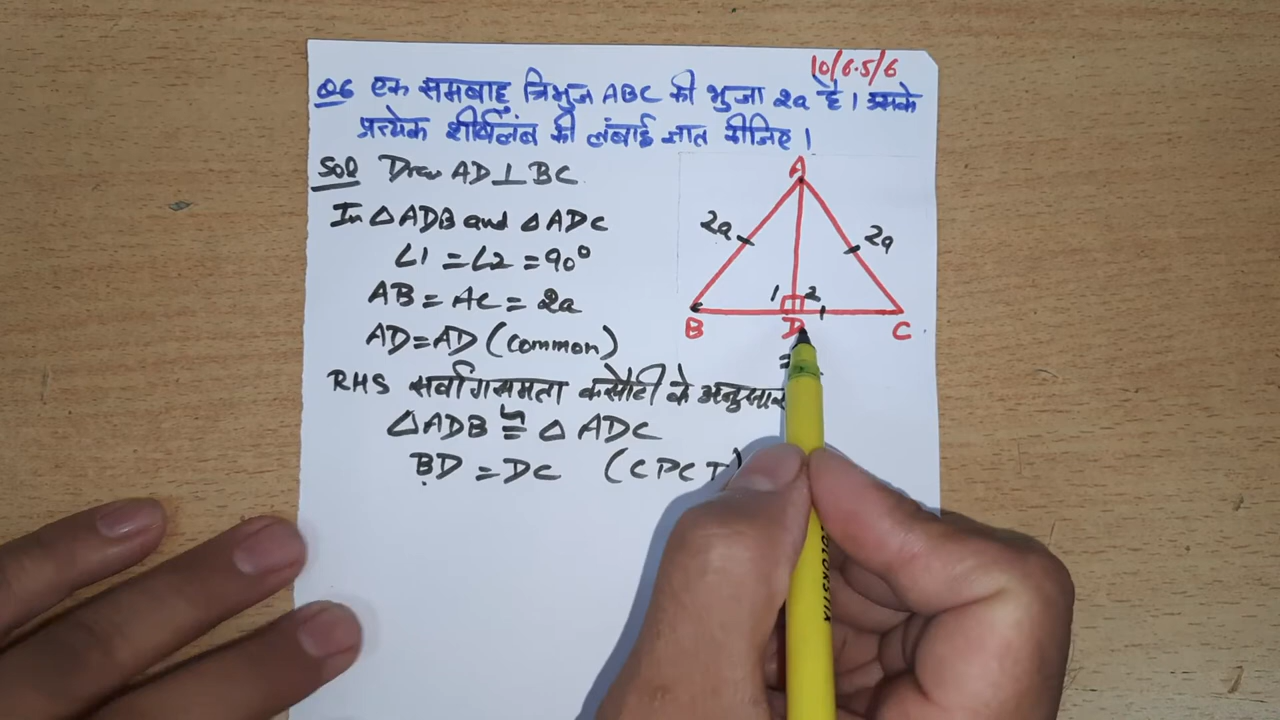 10/6.5/6
Q6 एक समबाहु त्रिभुज ABC की भुजा 2a है। उसके
प्रत्येक शीर्षलंब की लंबाई ज्ञात कीजिए।
Sol Draw AD⊥BC
In △ADB and △ADC
∠1 = ∠2 = 90°
AB = AC = 2a
AD = AD (common)
RHS सर्वांगसमता कसौटी के अनुसार
△ADB ≅ △ADC
BD = DC (CPCT)
A
2a 2a
1 2
B D C